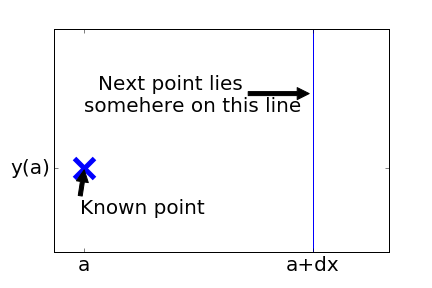 Next point lies
somehere on this line
y(a)
Known point
a
a+dx